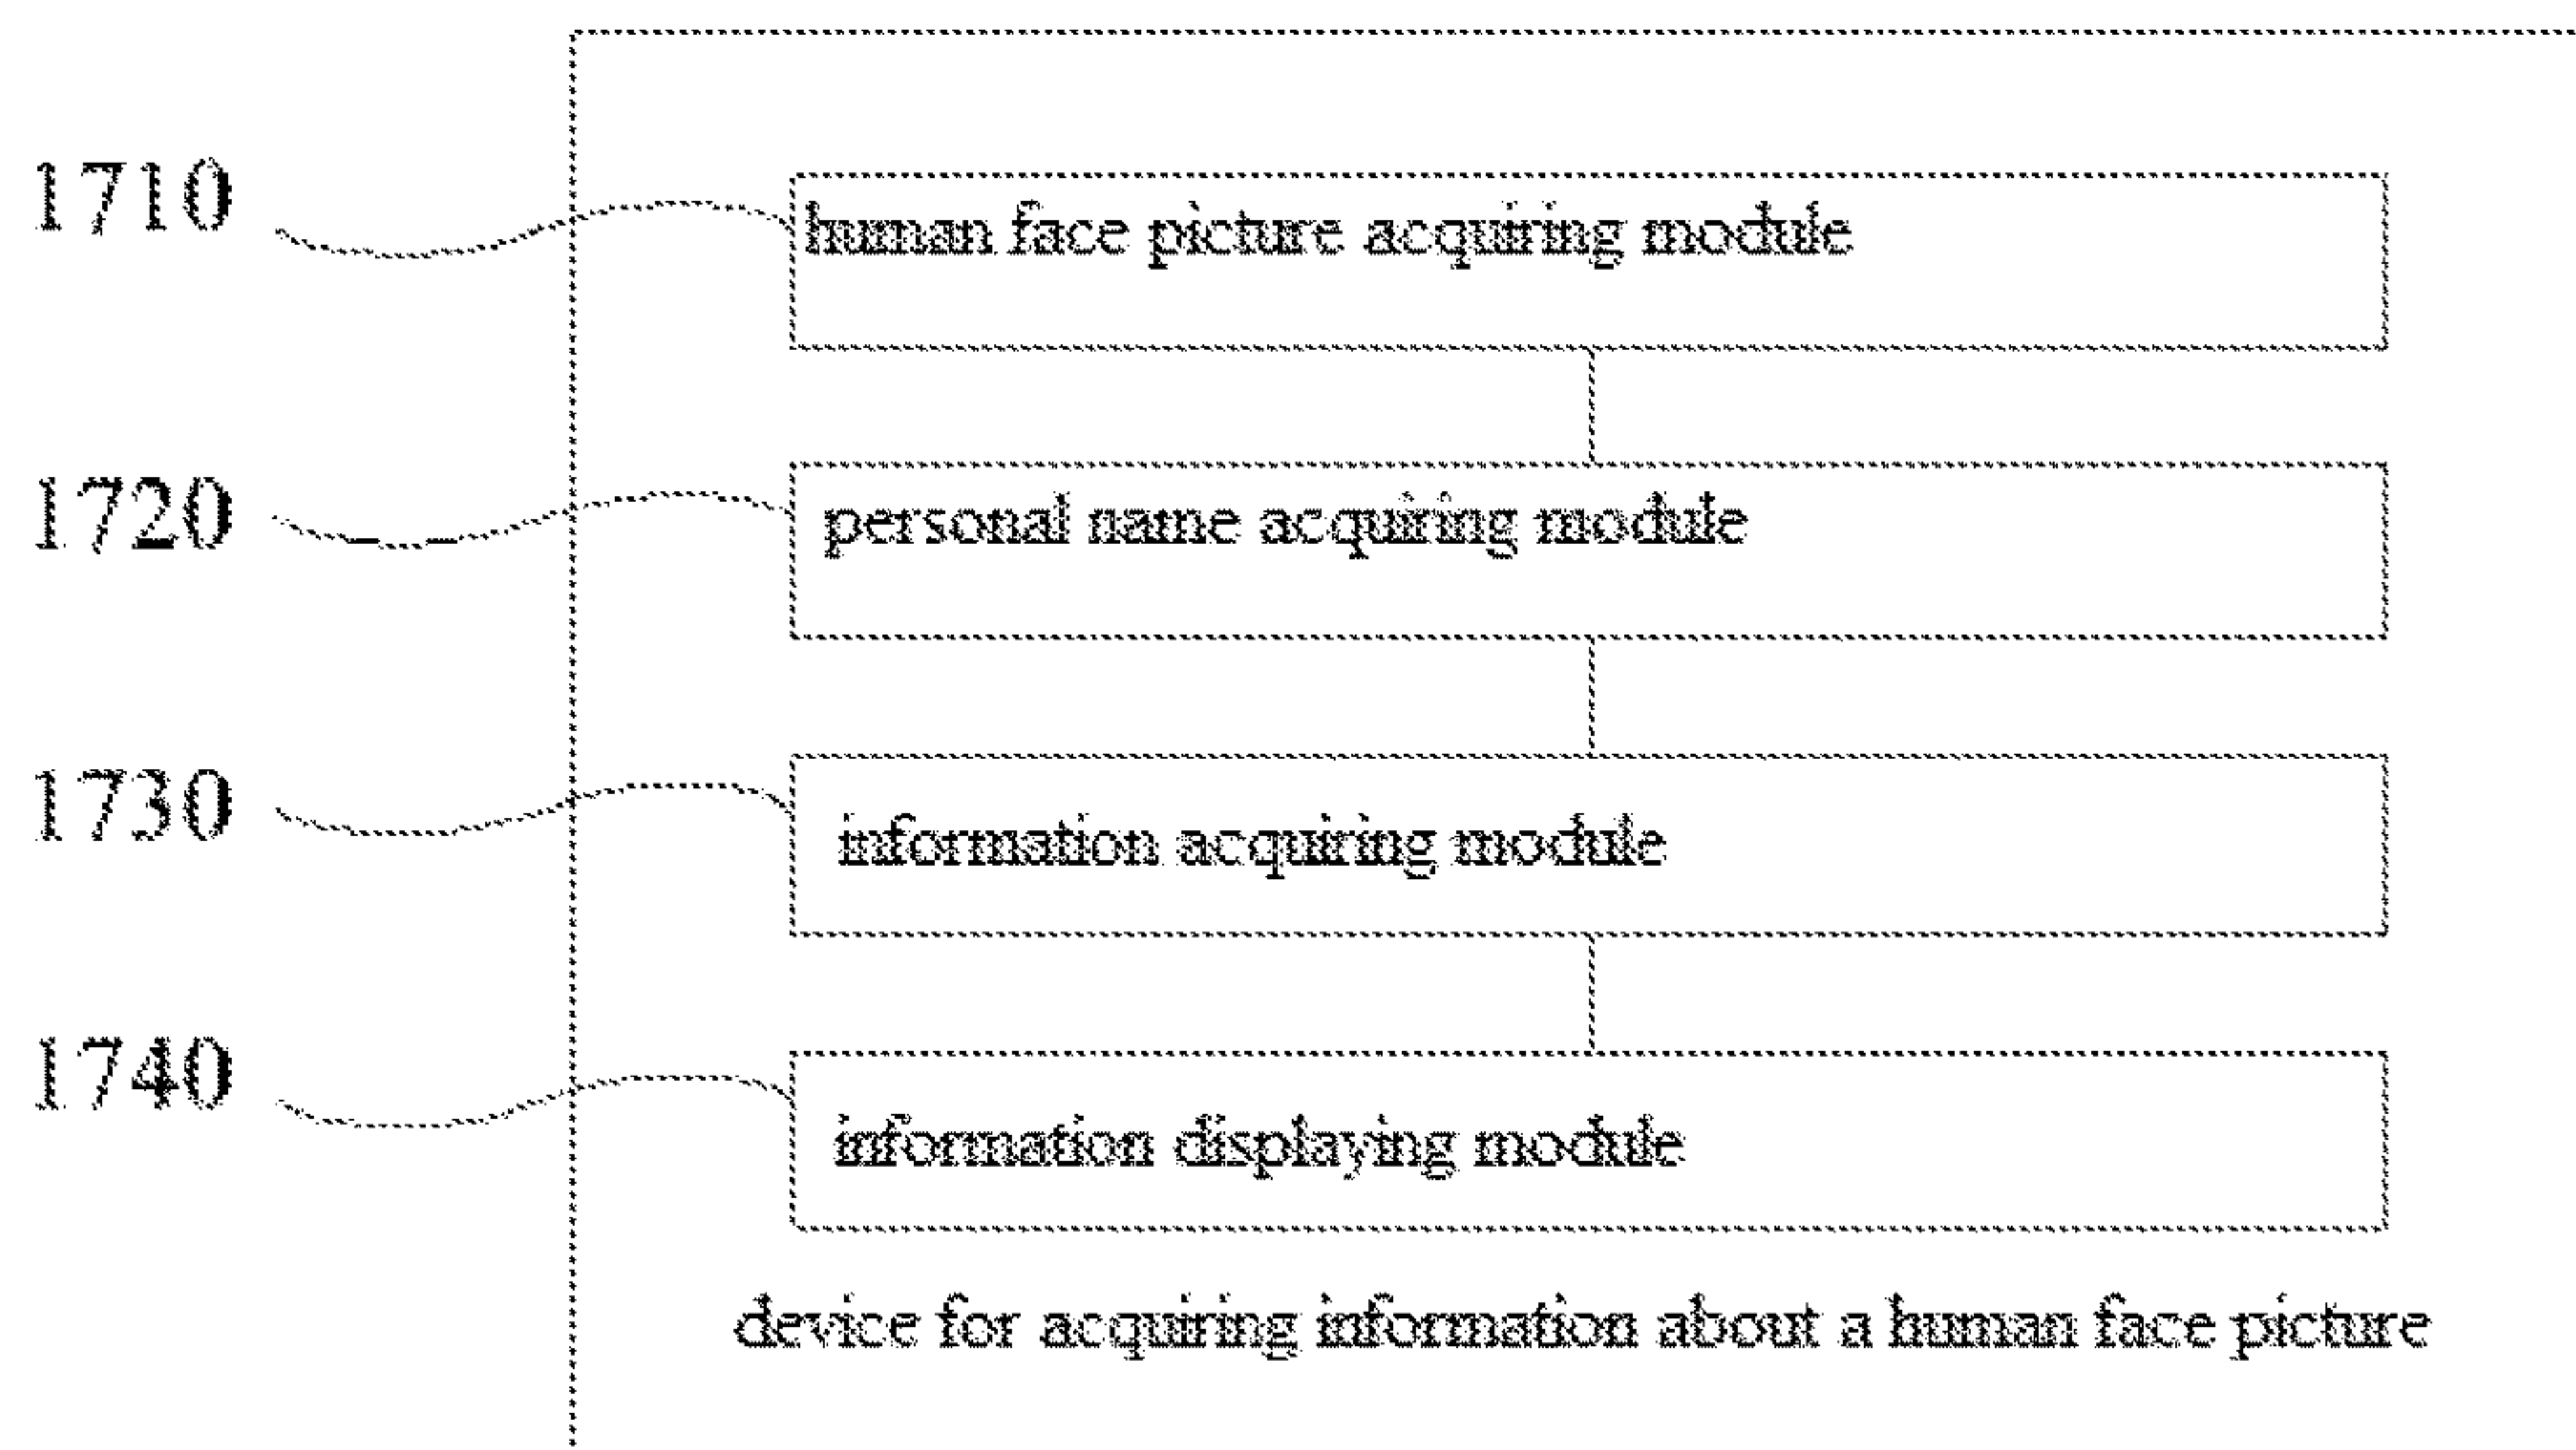 1710
human face picture acquiring module
1720
personal name acquiring module
1730
information acquiring module
1740
information displaying module
device for acquiring information about a human face picture